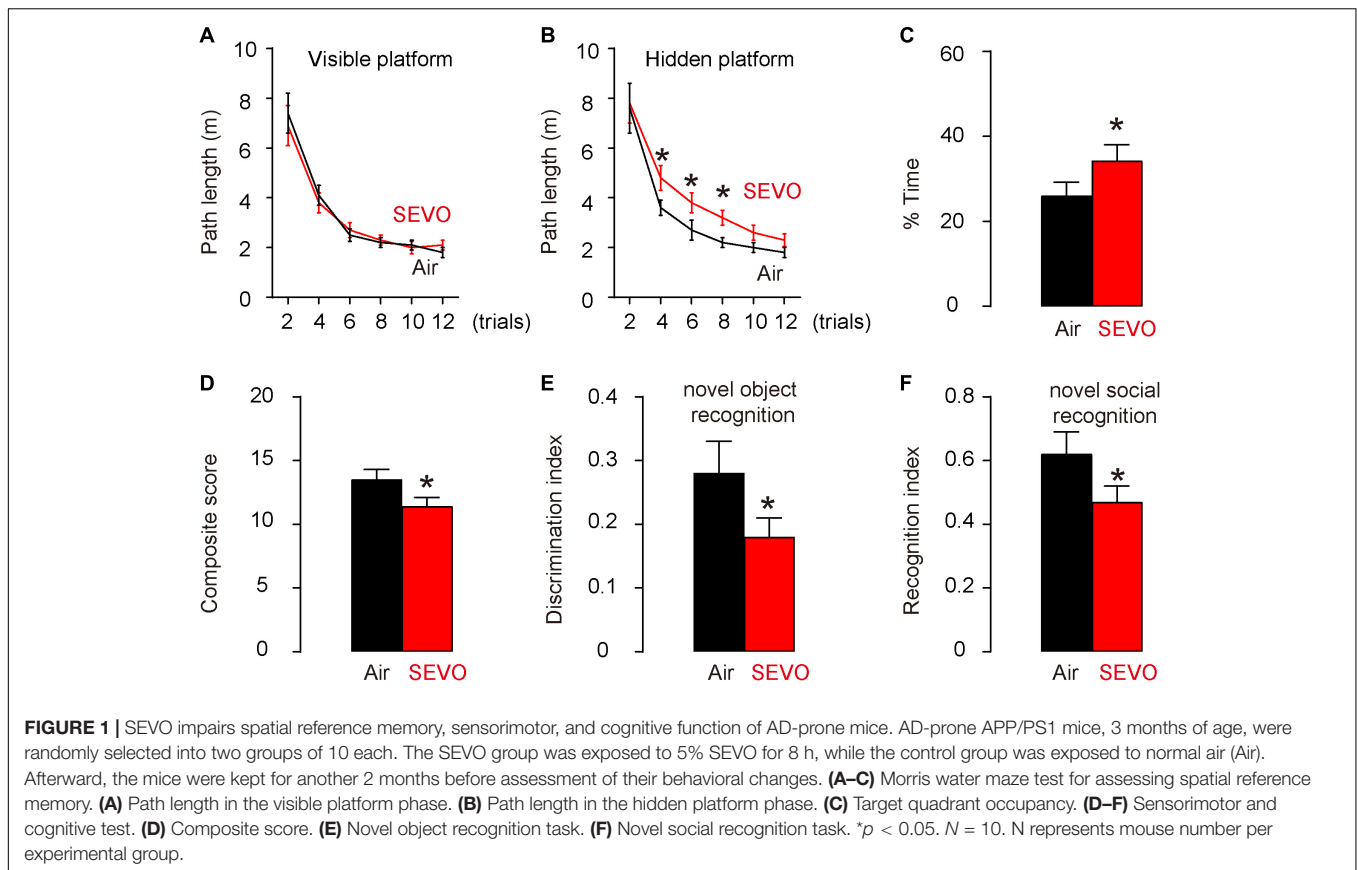 A
Visible platform
Path length (m)
10
8
6
4
2
0
SEVO
Air
2 4 6 8 10 12 (trials)
B
Hidden platform
Path length (m)
10
8
6
4
2
0
*
*
*
SEVO
Air
2 4 6 8 10 12 (trials)
C
% Time
60
40
20
0
*
Air SEVO
D
Composite score
20
15
10
5
0
*
Air SEVO
E
novel object
recognition
Discrimination index
0.4
0.3
0.2
0.1
0
*
Air SEVO
F
novel social
recognition
Recognition index
0.8
0.6
0.4
0.2
0
*
Air SEVO
FIGURE 1 | SEVO impairs spatial reference memory, sensorimotor, and cognitive function of AD-prone mice. AD-prone APP/PS1 mice, 3 months of age, were
randomly selected into two groups of 10 each. The SEVO group was exposed to 5% SEVO for 8 h, while the control group was exposed to normal air (Air).
Afterward, the mice were kept for another 2 months before assessment of their behavioral changes. (A–C) Morris water maze test for assessing spatial reference
memory. (A) Path length in the visible platform phase. (B) Path length in the hidden platform phase. (C) Target quadrant occupancy. (D–F) Sensorimotor and
cognitive test. (D) Composite score. (E) Novel object recognition task. (F) Novel social recognition task. *p < 0.05. N = 10. N represents mouse number per
experimental group.